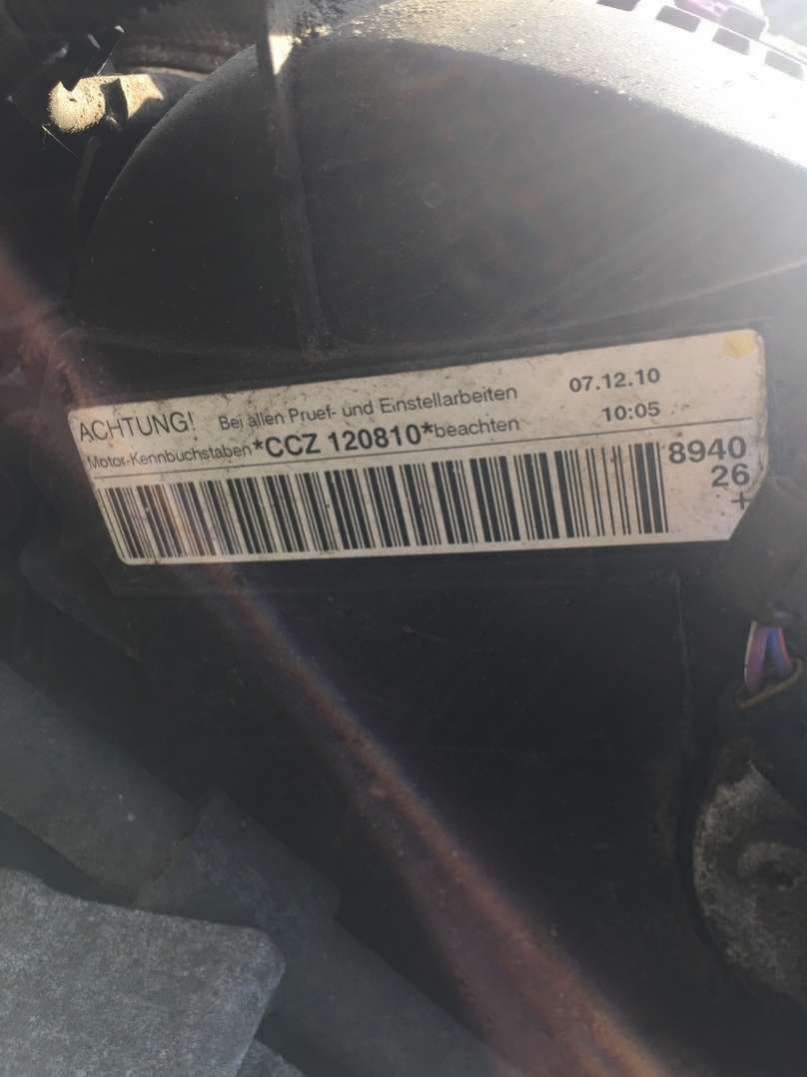 ACHTUNG! Bei allen Pruef- und Einstellarbeiten 07.12.10
Motor-Kennbuchstaben *CCZ 120810* beachten 10:05
8940
26
+